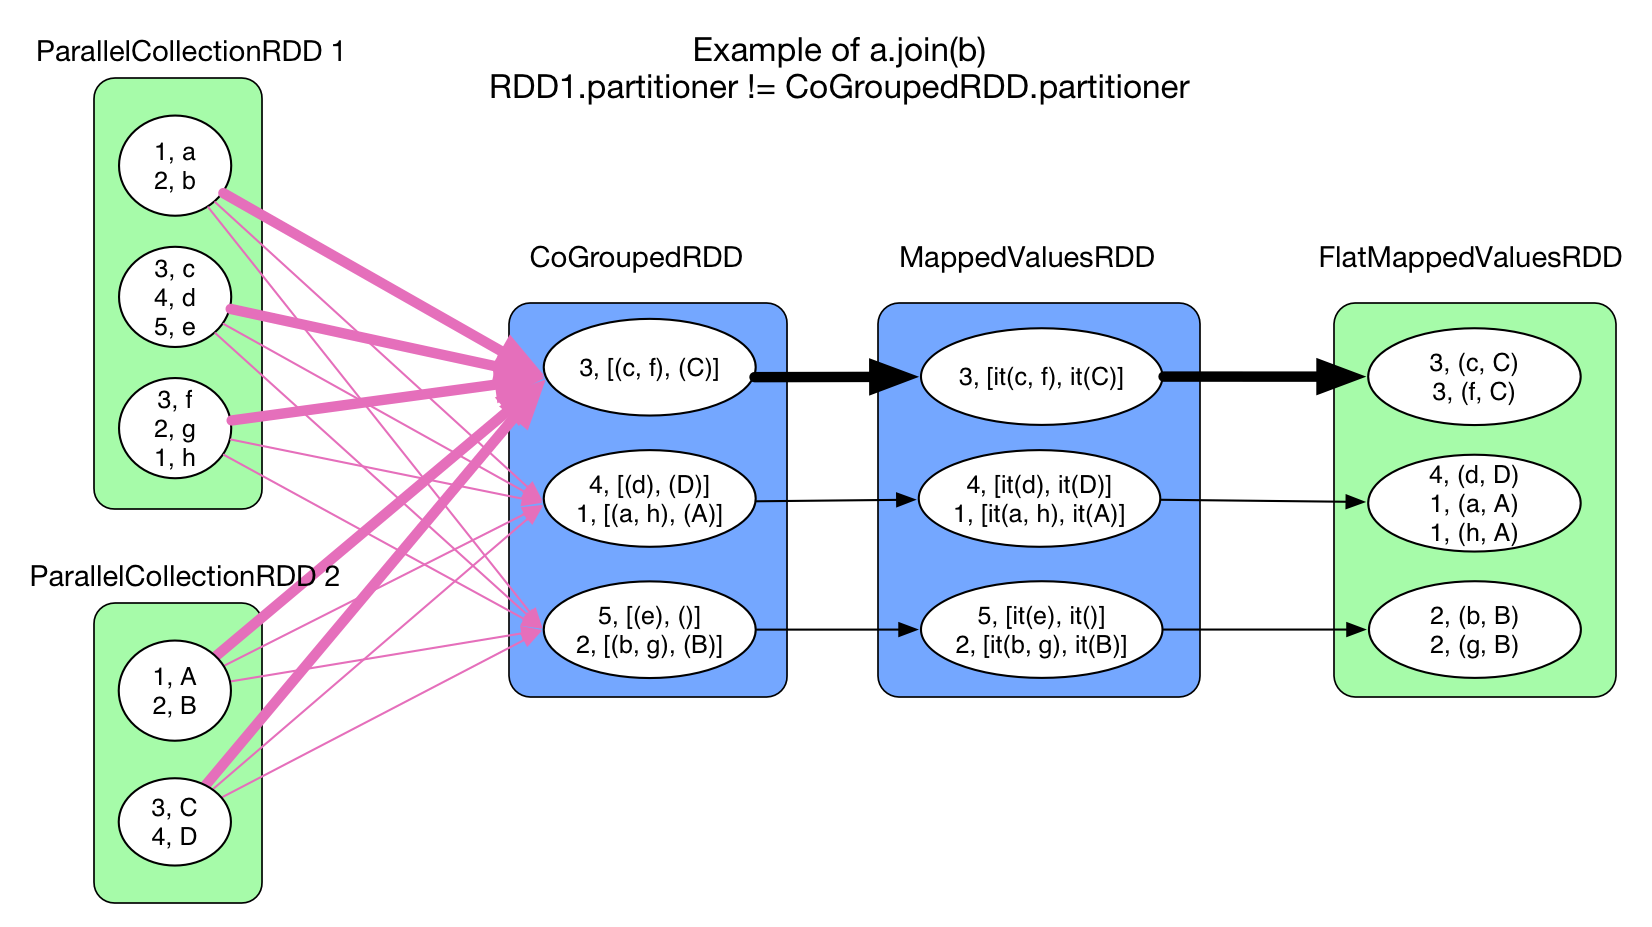 ParallelCollectionRDD 1
Example of a.join(b)
RDD1.partitioner != CoGroupedRDD.partitioner
1, a
2, b
3, c
4, d
5, e
3, f
2, g
1, h
ParallelCollectionRDD 2
1, A
2, B
3, C
4, D
CoGroupedRDD
3, [(c, f), (C)]
4, [(d), (D)]
1, [(a, h), (A)]
5, [(e), ()]
2, [(b, g), (B)]
MappedValuesRDD
3, [it(c, f), it(C)]
4, [it(d), it(D)]
1, [it(a, h), it(A)]
5, [it(e), it()]
2, [it(b, g), it(B)]
FlatMappedValuesRDD
3, (c, C)
3, (f, C)
4, (d, D)
1, (a, A)
1, (h, A)
2, (b, B)
2, (g, B)